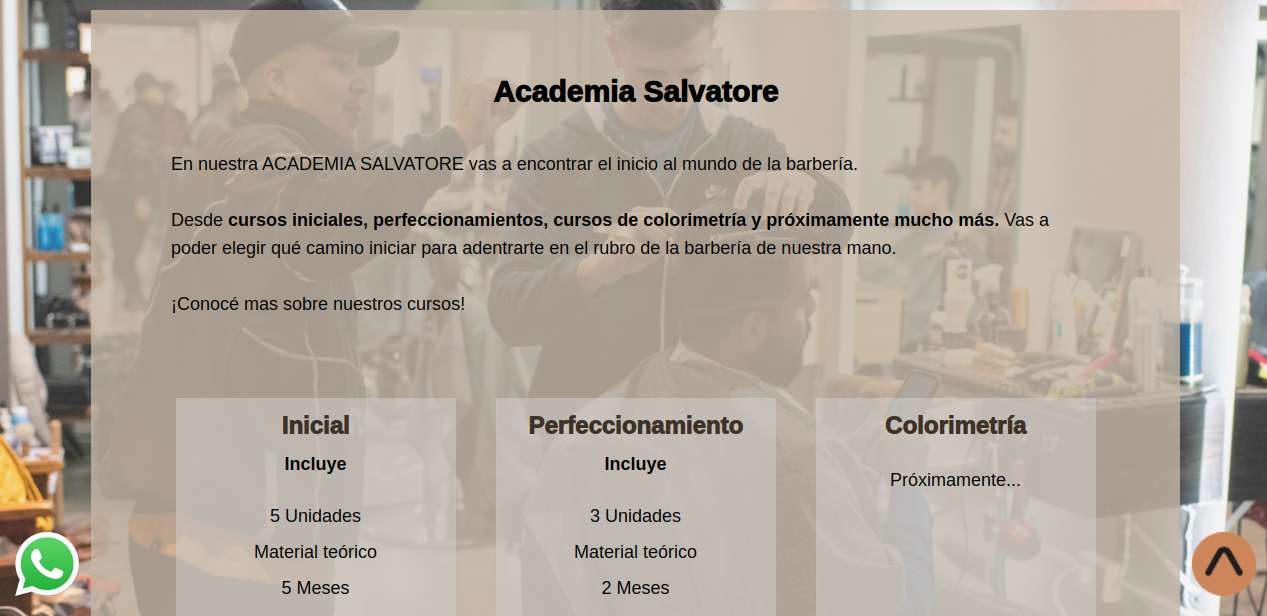 Academia Salvatore
En nuestra ACADEMIA SALVATORE vas a encontrar el inicio al mundo de la barbería.
Desde cursos iniciales, perfeccionamientos, cursos de colorimetría y próximamente mucho más. Vas a
poder elegir qué camino iniciar para adentrarte en el rubro de la barbería de nuestra mano.
¡Conocé mas sobre nuestros cursos!
Inicial
Incluye
5 Unidades
Material teórico
5 Meses
Perfeccionamiento
Incluye
3 Unidades
Material teórico
2 Meses
Colorimetría
Próximamente...